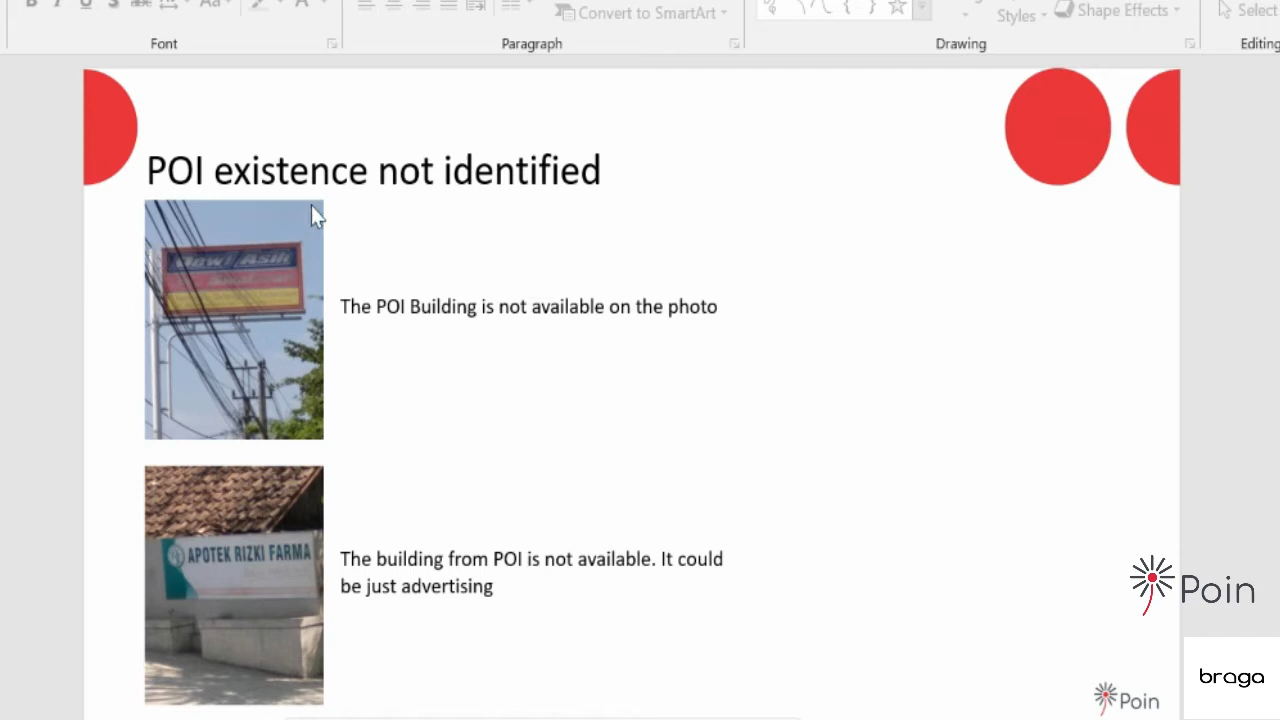 Convert to SmartArt
Styles
Shape Effects
Select
Font
Paragraph
Drawing
Editing
POI existence not identified
Asih
The POI Building is not available on the photo
APOTEK RIZKI FARMA
The building from POI is not available. It could
be just advertising
Poin
braga
Poin